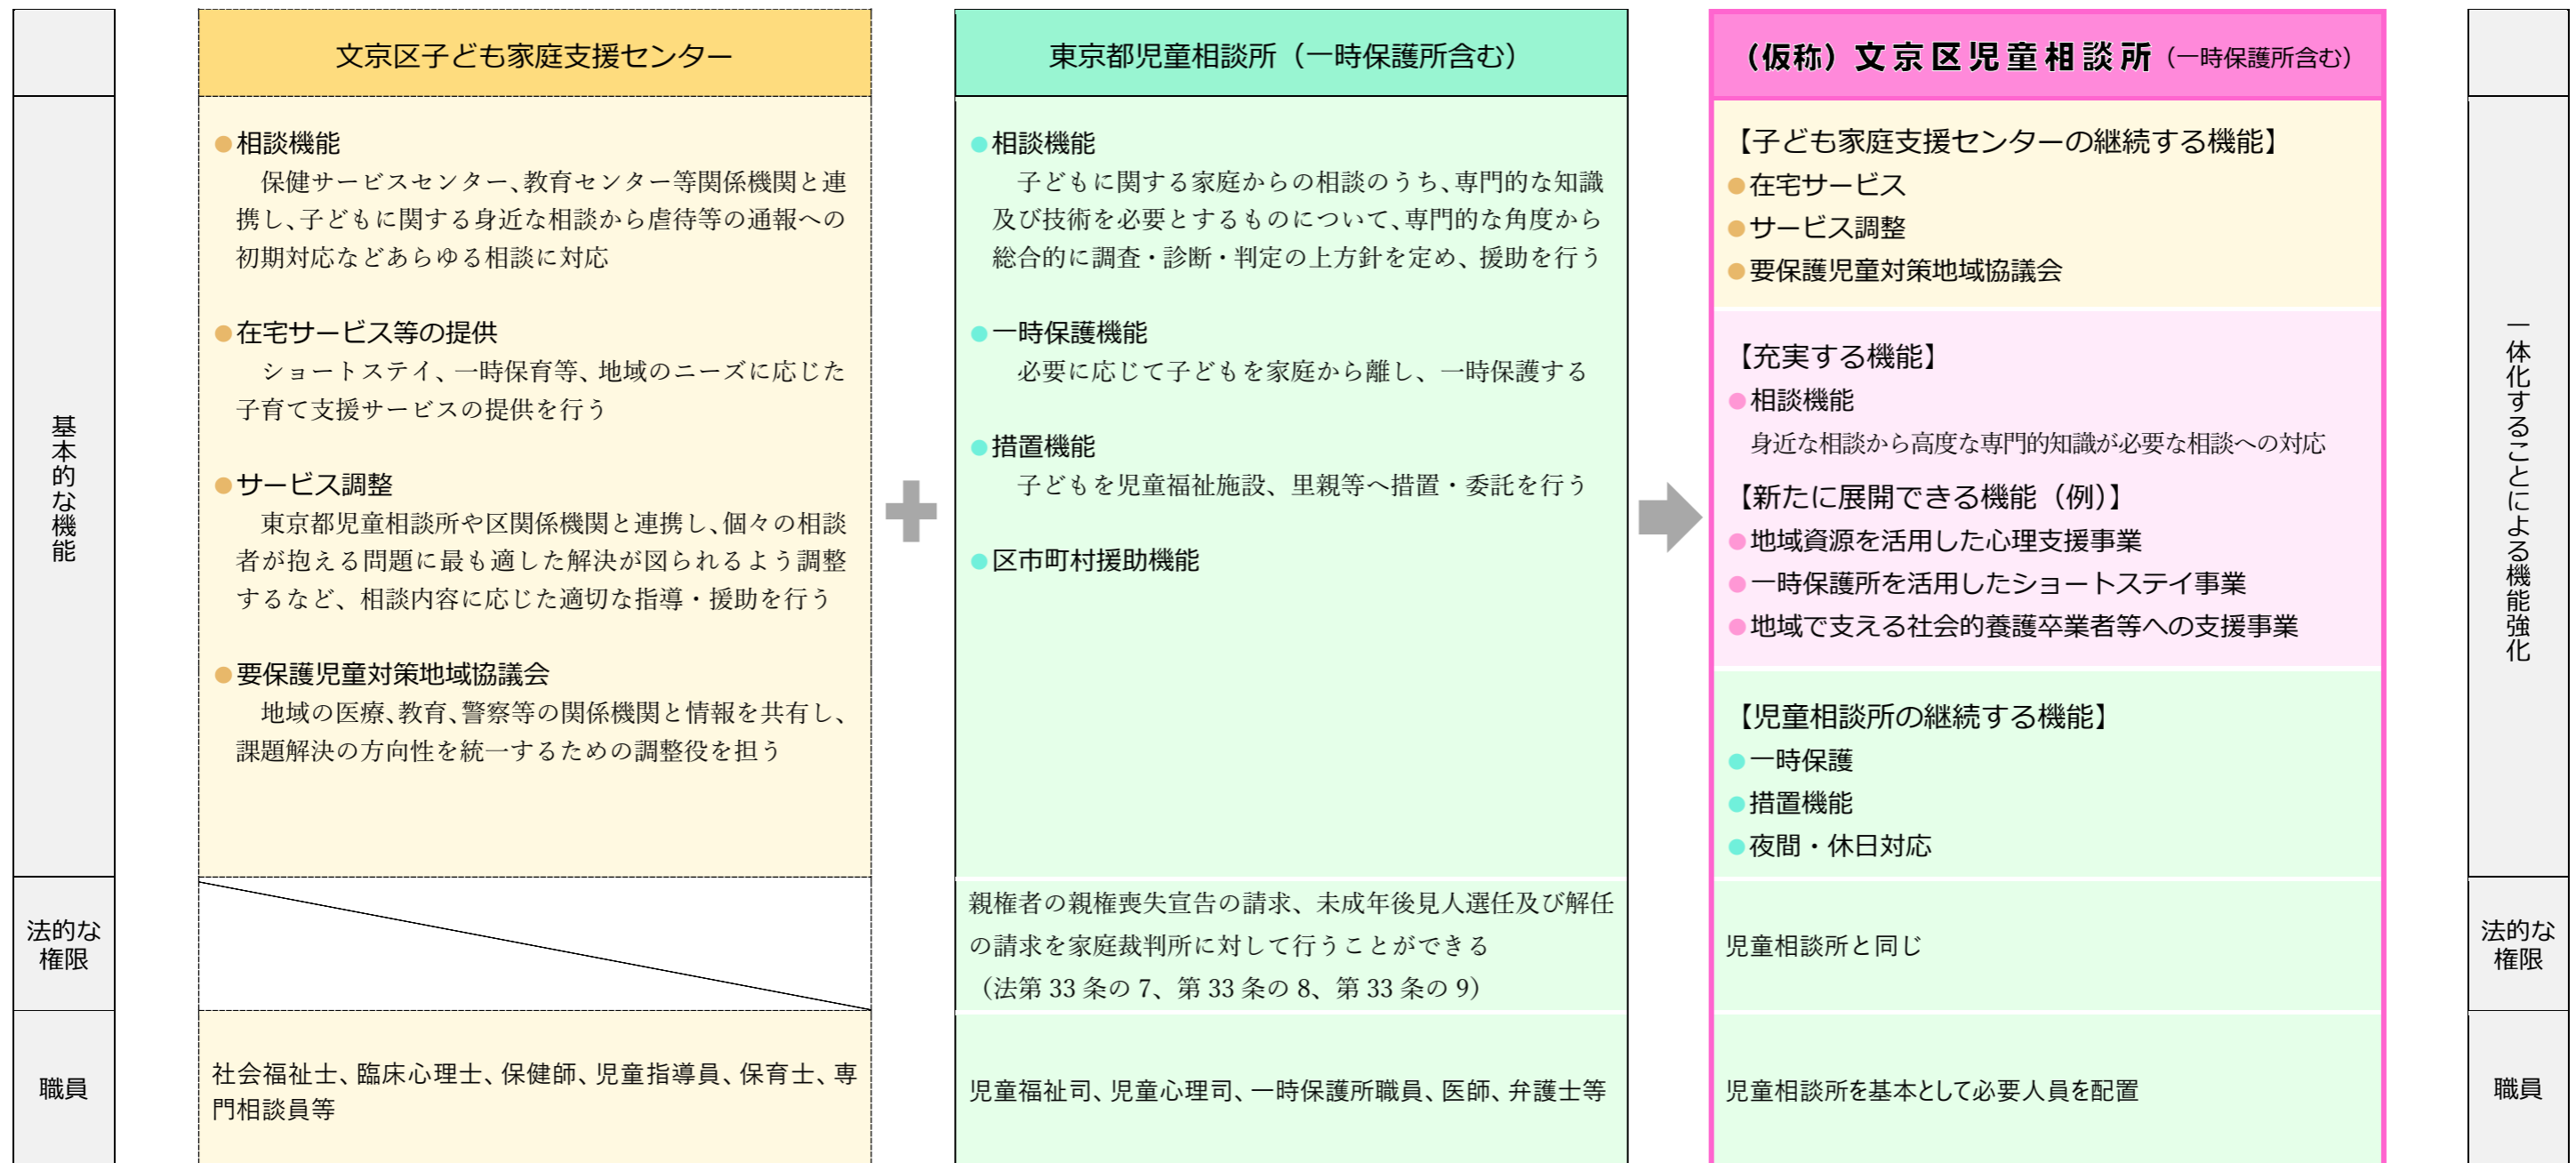 基本的な機能
法的な
権限
職員
文京区子ども家庭支援センター
●相談機能
保健サービスセンター、教育センター等関係機関と連
携し、子どもに関する身近な相談から虐待等の通報への
初期対応などあらゆる相談に対応
●在宅サービス等の提供
ショートステイ、一時保育等、地域のニーズに応じた
子育て支援サービスの提供を行う
●サービス調整
東京都児童相談所や区関係機関と連携し、個々の相談
者が抱える問題に最も適した解決が図られるよう調整
するなど、相談内容に応じた適切な指導・援助を行う
●要保護児童対策地域協議会
地域の医療、教育、警察等の関係機関と情報を共有し、
課題解決の方向性を統一するための調整役を担う
社会福祉士、臨床心理士、保健師、児童指導員、保育士、専
門相談員等
東京都児童相談所（一時保護所含む）
●相談機能
子どもに関する家庭からの相談のうち、専門的な知識
及び技術を必要とするものについて、専門的な角度から
総合的に調査・診断・判定の上方針を定め、援助を行う
●一時保護機能
必要に応じて子どもを家庭から離し、一時保護する
●措置機能
子どもを児童福祉施設、里親等へ措置・委託を行う
●区市町村援助機能
親権者の親権喪失宣告の請求、未成年後見人選任及び解任
の請求を家庭裁判所に対して行うことができる
（法第 33 条の 7、第 33 条の 8、第 33 条の 9）
児童福祉司、児童心理司、一時保護所職員、医師、弁護士等
（仮称）文京区児童相談所（一時保護所含む）
【子ども家庭支援センターの継続する機能】
●在宅サービス
●サービス調整
●要保護児童対策地域協議会
【充実する機能】
●相談機能
身近な相談から高度な専門的知識が必要な相談への対応
【新たに展開できる機能（例）】
●地域資源を活用した心理支援事業
●一時保護所を活用したショートステイ事業
●地域で支える社会的養護卒業者等への支援事業
【児童相談所の継続する機能】
●一時保護
●措置機能
●夜間・休日対応
児童相談所と同じ
児童相談所を基本として必要人員を配置
一体化することによる機能強化
法的な
権限
職員